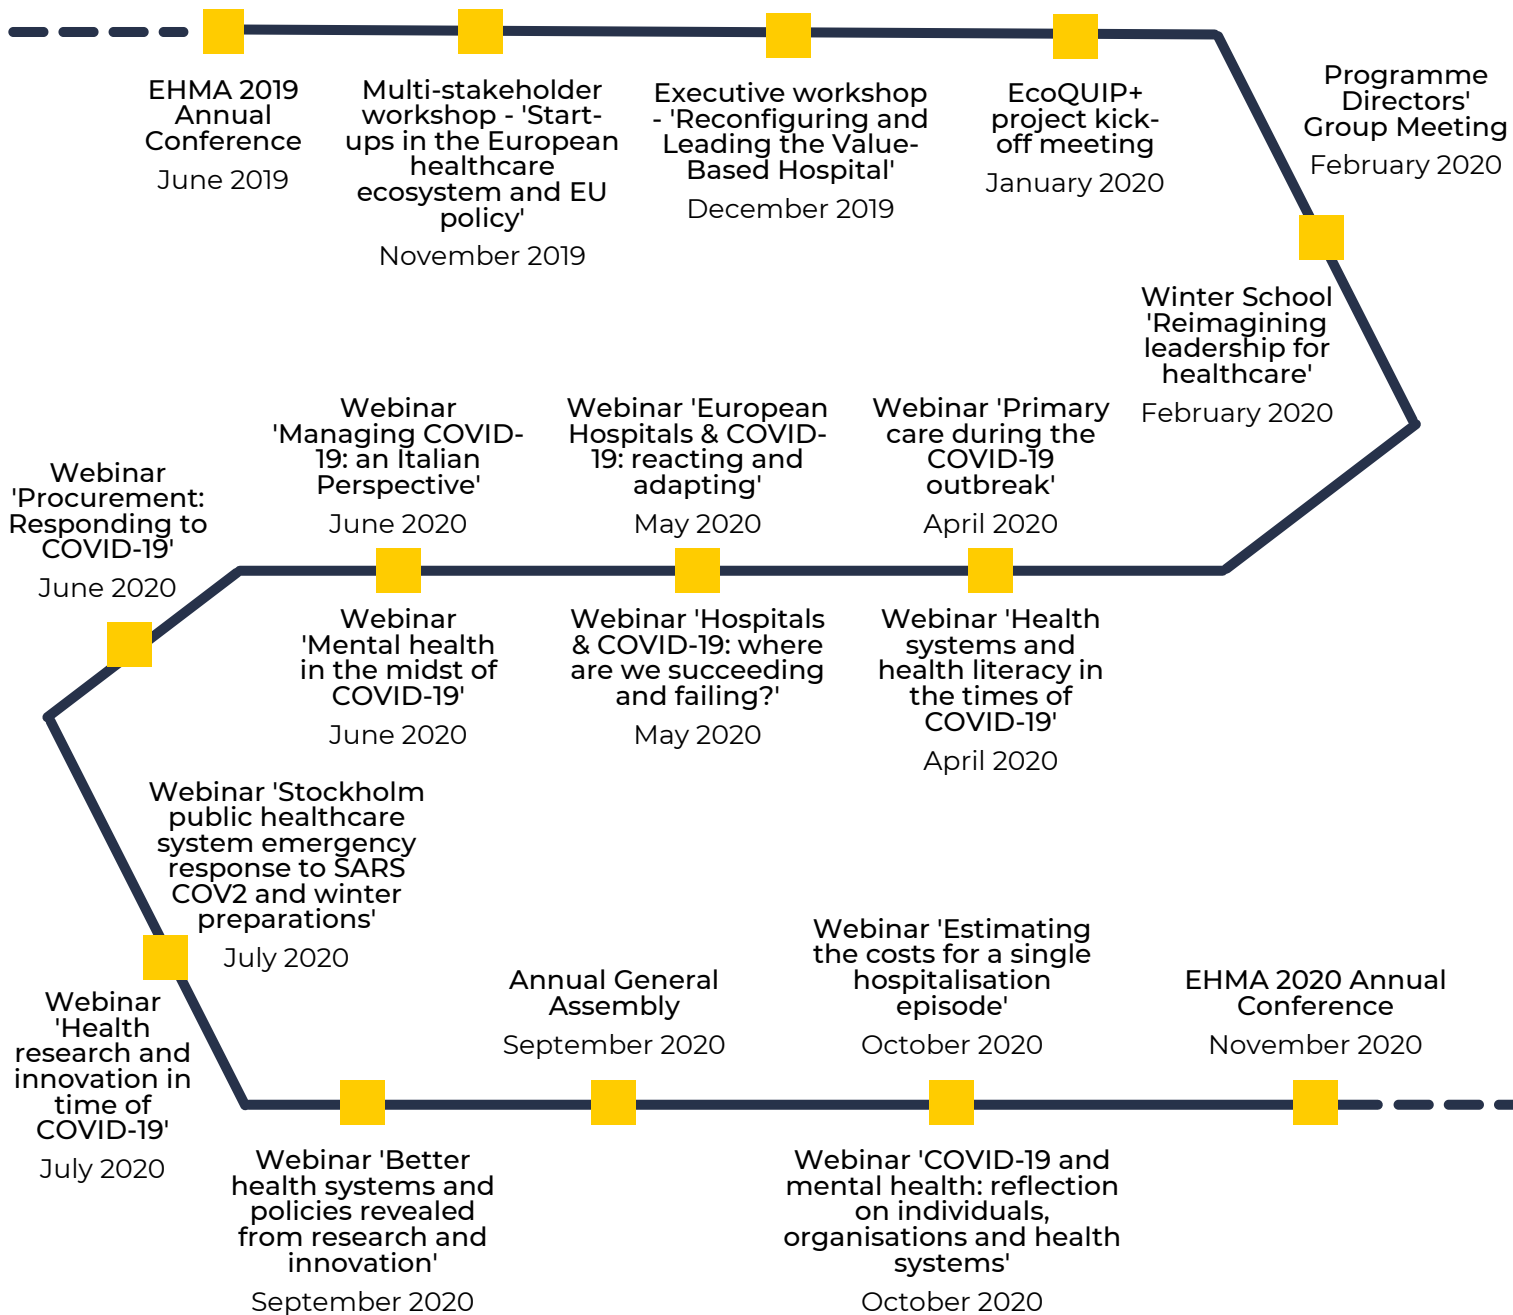 EHMA 2019
Annual
Conference
June 2019
Multi-stakeholder
workshop - 'Start-
ups in the European
healthcare
ecosystem and EU
policy'
November 2019
Executive workshop
- 'Reconfiguring and
Leading the Value-
Based Hospital'
December 2019
EcoQUIP+
project kick-
off meeting
January 2020
Programme
Directors'
Group Meeting
February 2020
Winter School
'Reimagining
leadership for
healthcare'
February 2020
Webinar 'Primary
care during the
COVID-19
outbreak'
April 2020
Webinar 'Health
systems and
health literacy in
the times of
COVID-19'
April 2020
Webinar 'European
Hospitals & COVID-
19: reacting and
adapting'
May 2020
Webinar 'Hospitals
& COVID-19: where
are we succeeding
and failing?'
May 2020
Webinar
'Managing COVID-
19: an Italian
Perspective'
June 2020
Webinar
'Mental health
in the midst of
COVID-19'
June 2020
Webinar
'Procurement:
Responding to
COVID-19'
June 2020
Webinar 'Stockholm
public healthcare
system emergency
response to SARS
COV2 and winter
preparations'
July 2020
Webinar
'Health
research and
innovation in
time of
COVID-19'
July 2020
Webinar 'Better
health systems and
policies revealed
from research and
innovation'
September 2020
Annual General
Assembly
September 2020
Webinar 'Estimating
the costs for a single
hospitalisation
episode'
October 2020
Webinar 'COVID-19 and
mental health: reflection
on individuals,
organisations and health
systems'
October 2020
EHMA 2020 Annual
Conference
November 2020